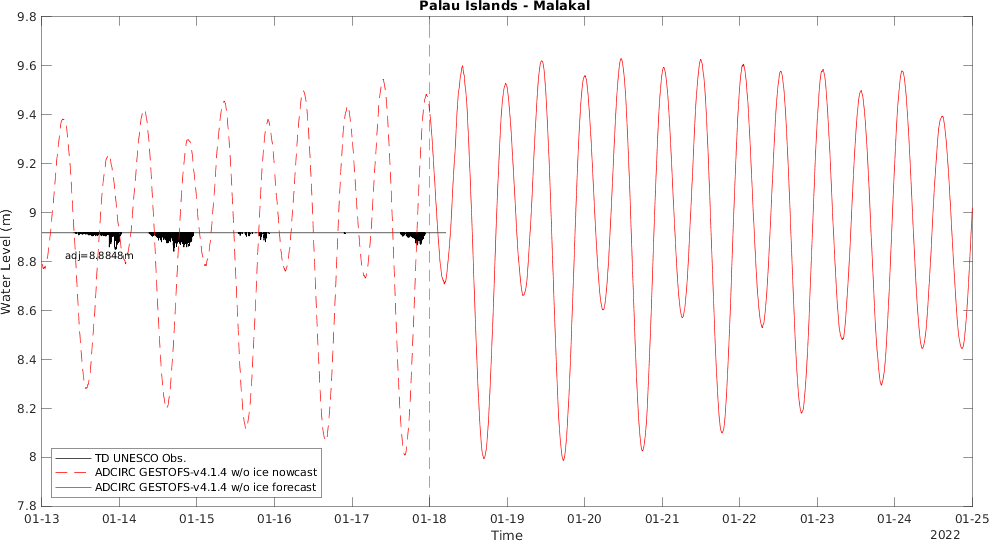 Palau Islands - Malakal
9.8
9.6
9.4
9.2
9
8.8
8.6
8.4
8.2
8
7.8
Water Level (m)
adj=8.8848m
TD UNESCO Obs.
ADCIRC GESTOFS-v4.1.4 w/o ice nowcast
ADCIRC GESTOFS-v4.1.4 w/o ice forecast
01-13 01-14 01-15 01-16 01-17 01-18 01-19 01-20 01-21 01-22 01-23 01-24 01-25
Time
2022